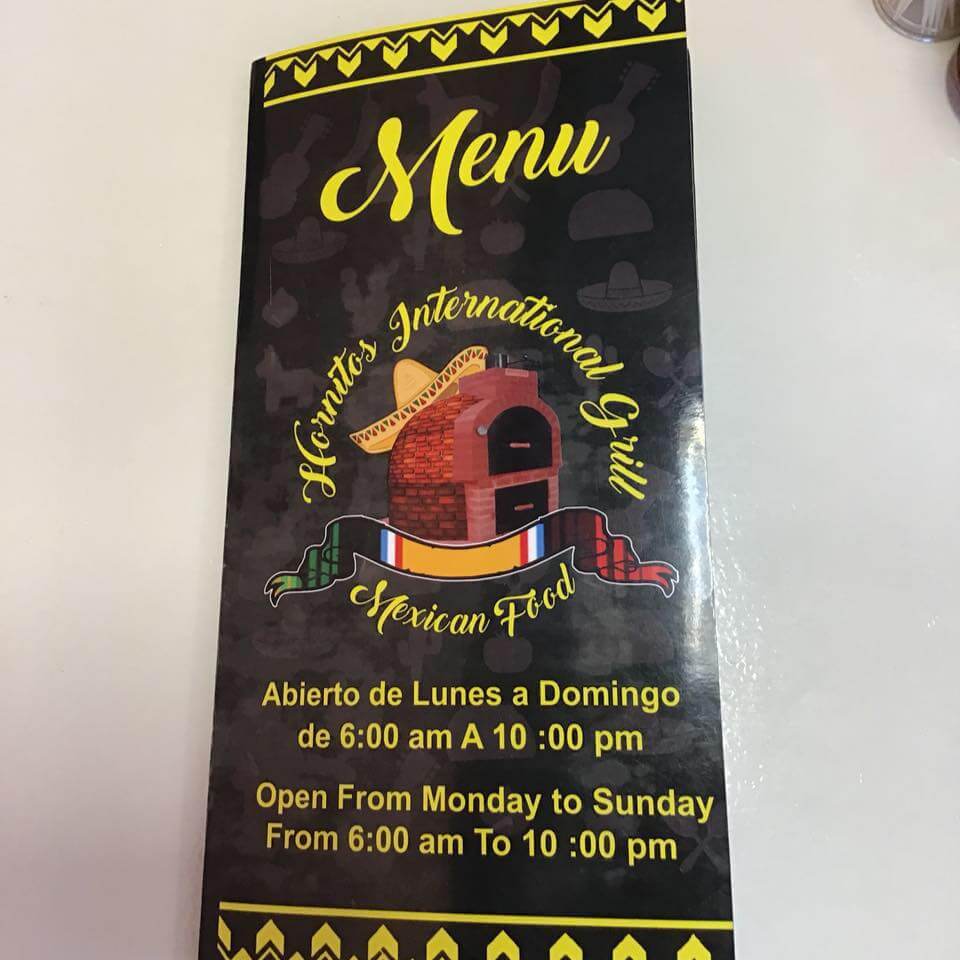 Menu
Hornitos International Grill
Mexican Food
Abierto de Lunes a Domingo
de 6:00 am A 10 :00 pm
Open From Monday to Sunday
From 6:00 am To 10 :00 pm